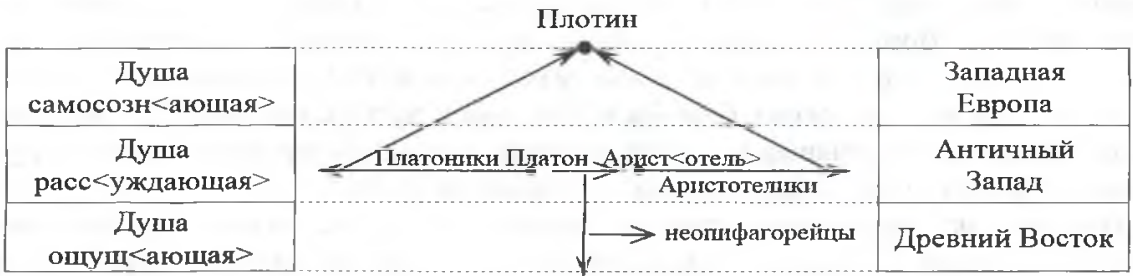 Плотин
Душа
самосозн<ающая>
Западная
Европа
Душа
расс<уждающая>
Платоники Платон Арист<отель>
Аристотелики
Античный
Запад
Душа
ощущ<ающая>
неопифагорейцы
Древний Восток